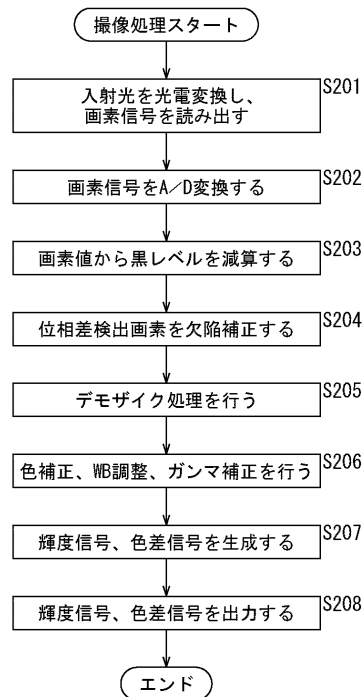 撮像処理スタート
S201
入射光を光電変換し、
画素信号を読み出す
S202
画素信号をA／D変換する
S203
画素値から黒レベルを減算する
S204
位相差検出画素を欠陥補正する
S205
デモザイク処理を行う
S206
色補正、WB調整、ガンマ補正を行う
S207
輝度信号、色差信号を生成する
S208
輝度信号、色差信号を出力する
エンド